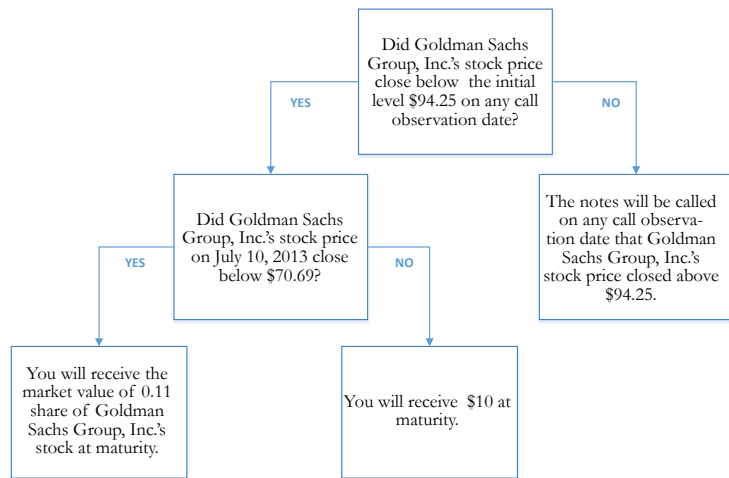 Did Goldman Sachs
Group, Inc.'s stock price
close below the initial
level $94.25 on any call
observation date?
YES
NO
Did Goldman Sachs
Group, Inc.'s stock price
on July 10, 2013 close
below $70.69?
The notes will be called
on any call observa-
tion date that Goldman
Sachs Group, Inc.'s
stock price closed above
$94.25.
YES
NO
You will receive the
market value of 0.11
share of Goldman
Sachs Group, Inc.'s
stock at maturity.
You will receive $10 at
maturity.